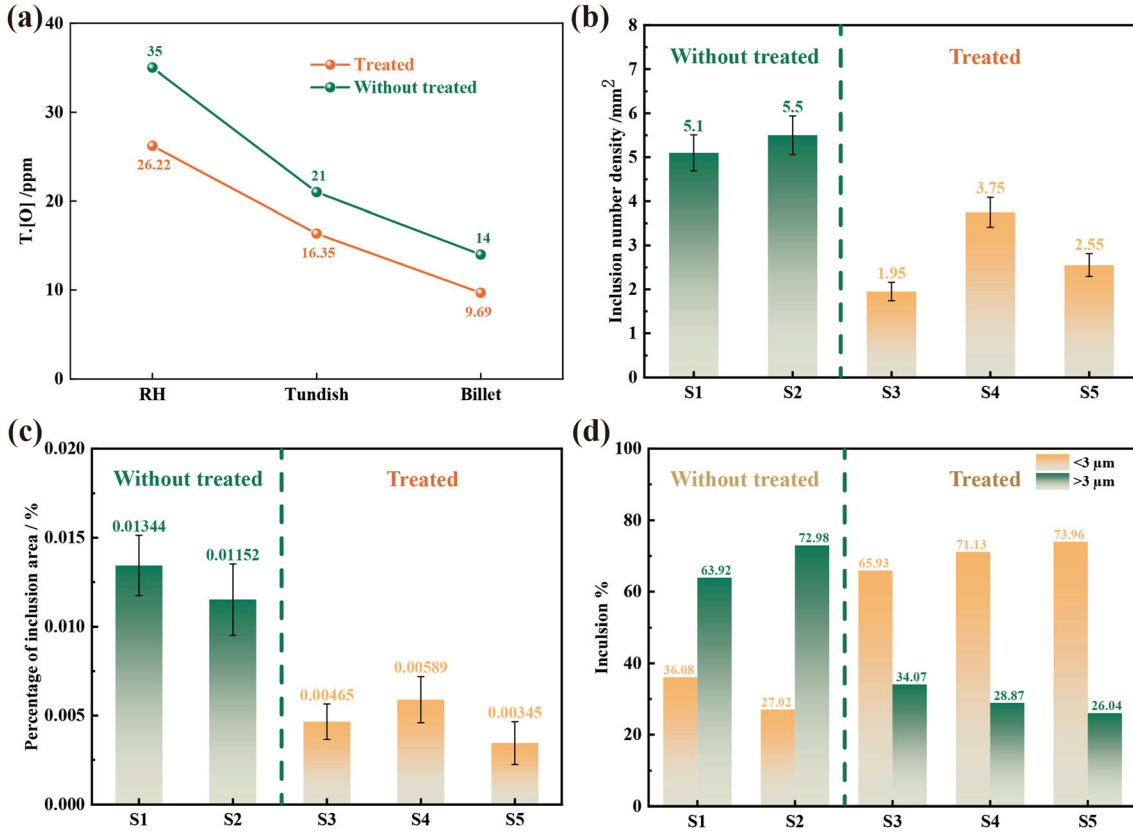 (a)
40
30
20
10
0
T.[O] /ppm
35
26.22
21
16.35
14
9.69
Treated
Without treated
RH Tundish Billet
(b)
8
7
6
5
4
3
2
1
0
Inclusion number density /mm²
Without treated Treated
5.1
5.5
1.95
3.75
2.55
S1 S2 S3 S4 S5
(c)
0.020
0.015
0.010
0.005
0.000
Percentage of inclusion area / %
Without treated Treated
0.01344
0.01152
0.00465
0.00589
0.00345
S1 S2 S3 S4 S5
(d)
100
80
60
40
20
0
Inculsion %
Without treated Treated
<3 µm
>3 µm
36.08
63.92
27.02
72.98
65.93
34.07
71.13
28.87
73.96
26.04
S1 S2 S3 S4 S5